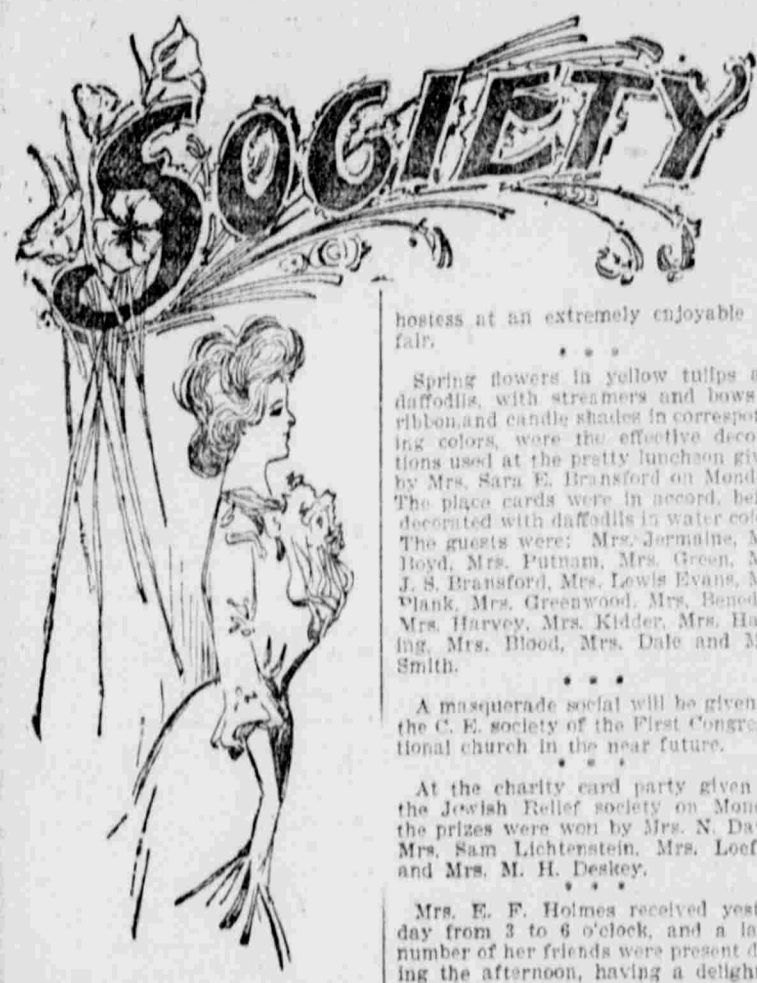 SOCIETY
hostess at an extremely enjoyable
fair.
* * *
Spring flowers in yellow tulips
daffodils, with streamers and bows
ribbon and candle shades in correspon
ing colors, were the effective deco
tions used at the pretty luncheon giv
by Mrs. Sara E. Bransford on Mond
The place cards were in accord, bei
decorated with daffodils in water colo
The guests were: Mrs. Jermaine, M
Boyd, Mrs. Putnam, Mrs. Green, M
J. S. Bransford, Mrs. Lewis Evans, M
Plank, Mrs. Greenwood, Mrs. Bened
Mrs. Harvey, Mrs. Kidder, Mrs. Ha
ing, Mrs. Blood, Mrs. Dale and M
Smith.
* * *
A masquerade social will be given
the C. E. society of the First Congre
tional church in the near future.
* * *
At the charity card party given
the Jewish Relief society on Mond
the prizes were won by Mrs. N. Da
Mrs. Sam Lichtenstein, Mrs. Loef
and Mrs. M. H. Deskey.
* * *
Mrs. E. F. Holmes received yest
day from 3 to 6 o'clock, and a la
number of her friends were present d
ing the afternoon, having a delight